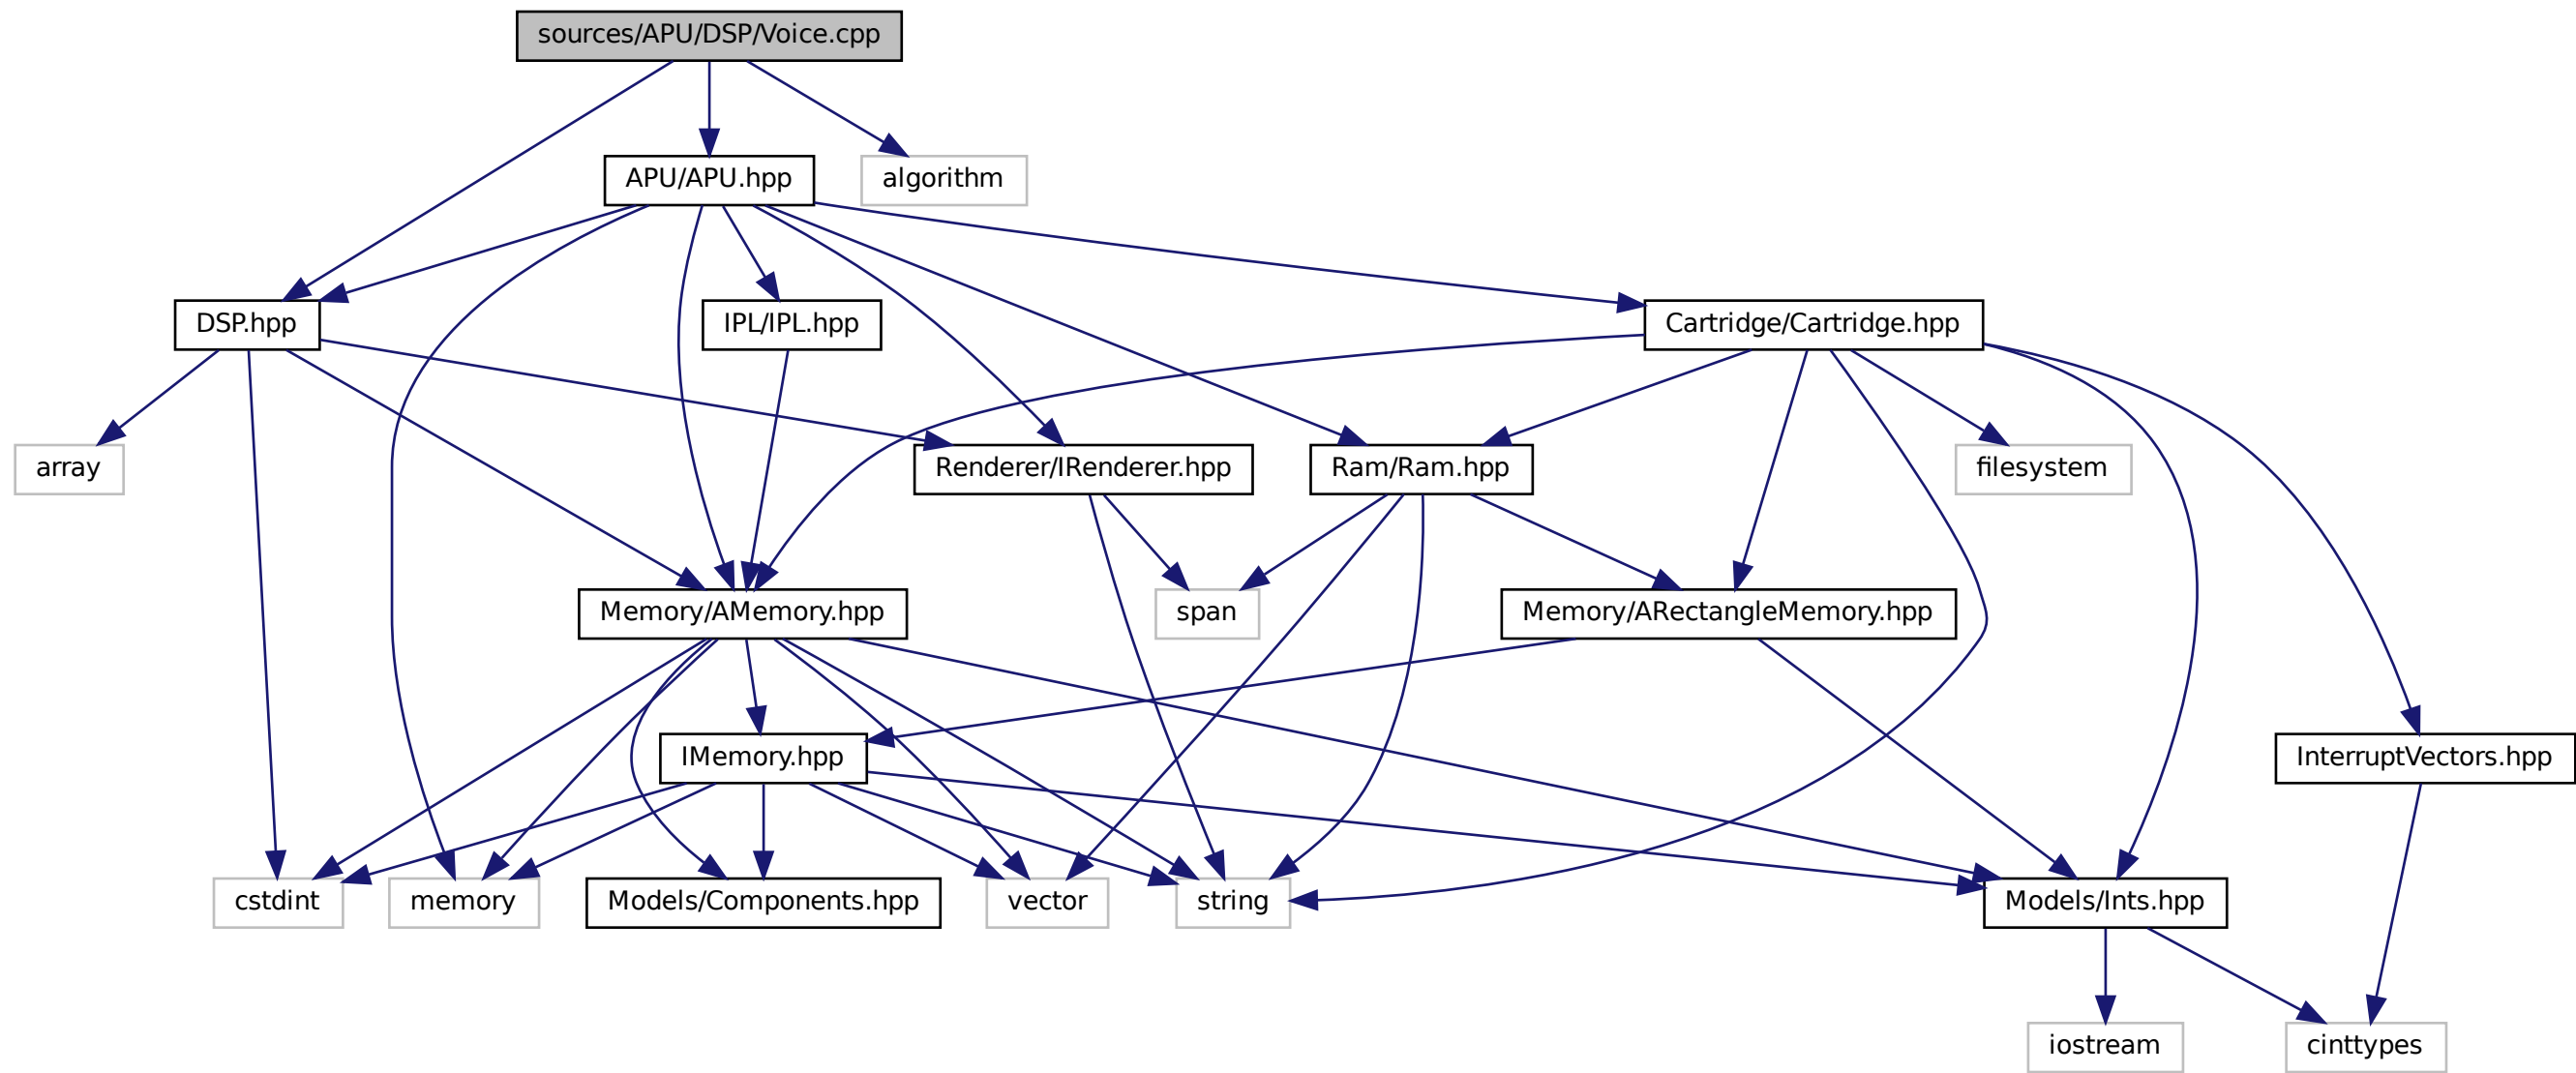 sources/APU/DSP/Voice.cpp
APU/APU.hpp
algorithm
DSP.hpp
IPL/IPL.hpp
Cartridge/Cartridge.hpp
array
Renderer/IRenderer.hpp
Ram/Ram.hpp
filesystem
Memory/AMemory.hpp
span
Memory/ARectangleMemory.hpp
IMemory.hpp
InterruptVectors.hpp
cstdint
memory
Models/Components.hpp
vector
string
Models/Ints.hpp
iostream
cinttypes